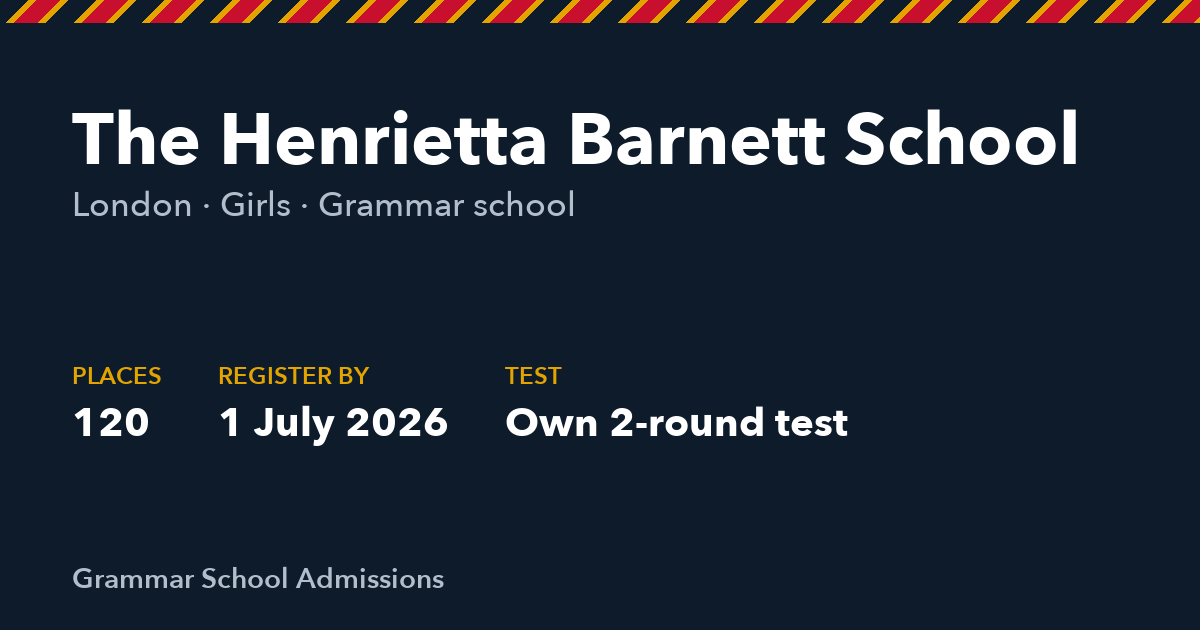 The Henrietta Barnett School
London · Girls · Grammar school
PLACES REGISTER BY TEST
120 1 July 2026 Own 2-round test
Grammar School Admissions